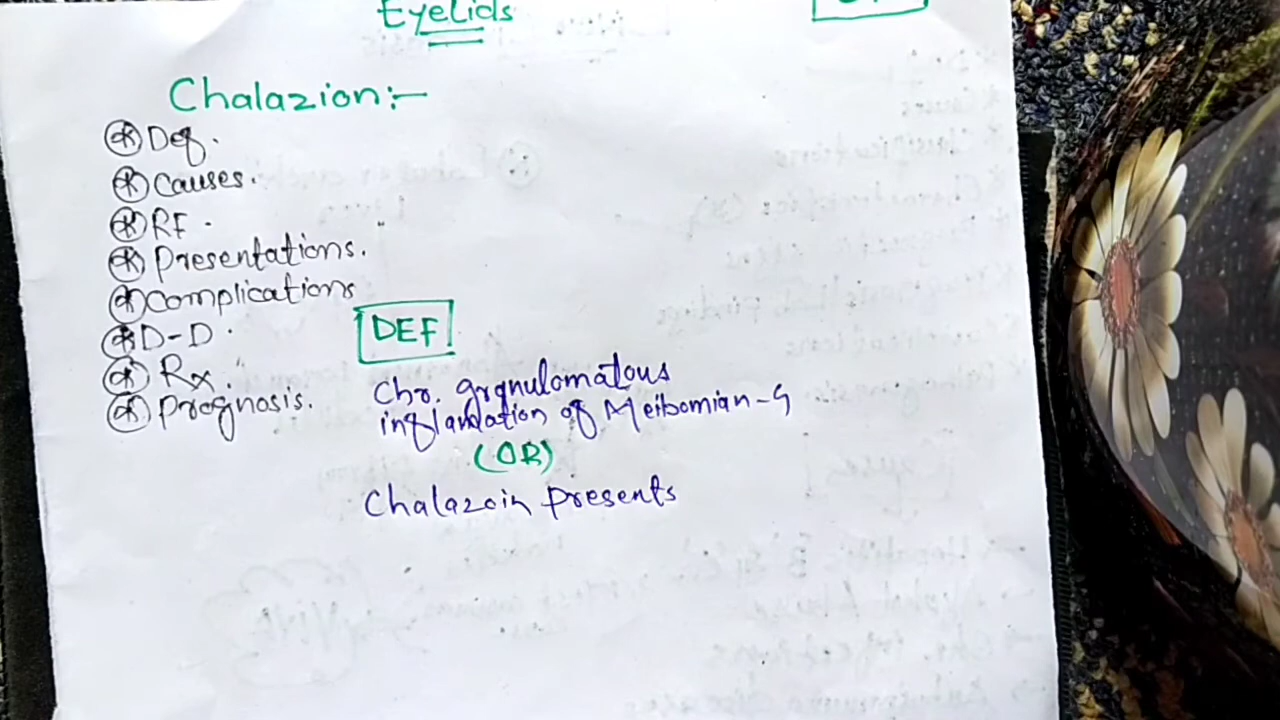 Eyelids
Chalazion:-
Def.
Causes.
RF.
Presentations.
Complications
D-D.
Rx.
Prognosis.
DEF
Chr. granulomatous
inflamation of Meibomian-G
(OR)
Chalazoin presents